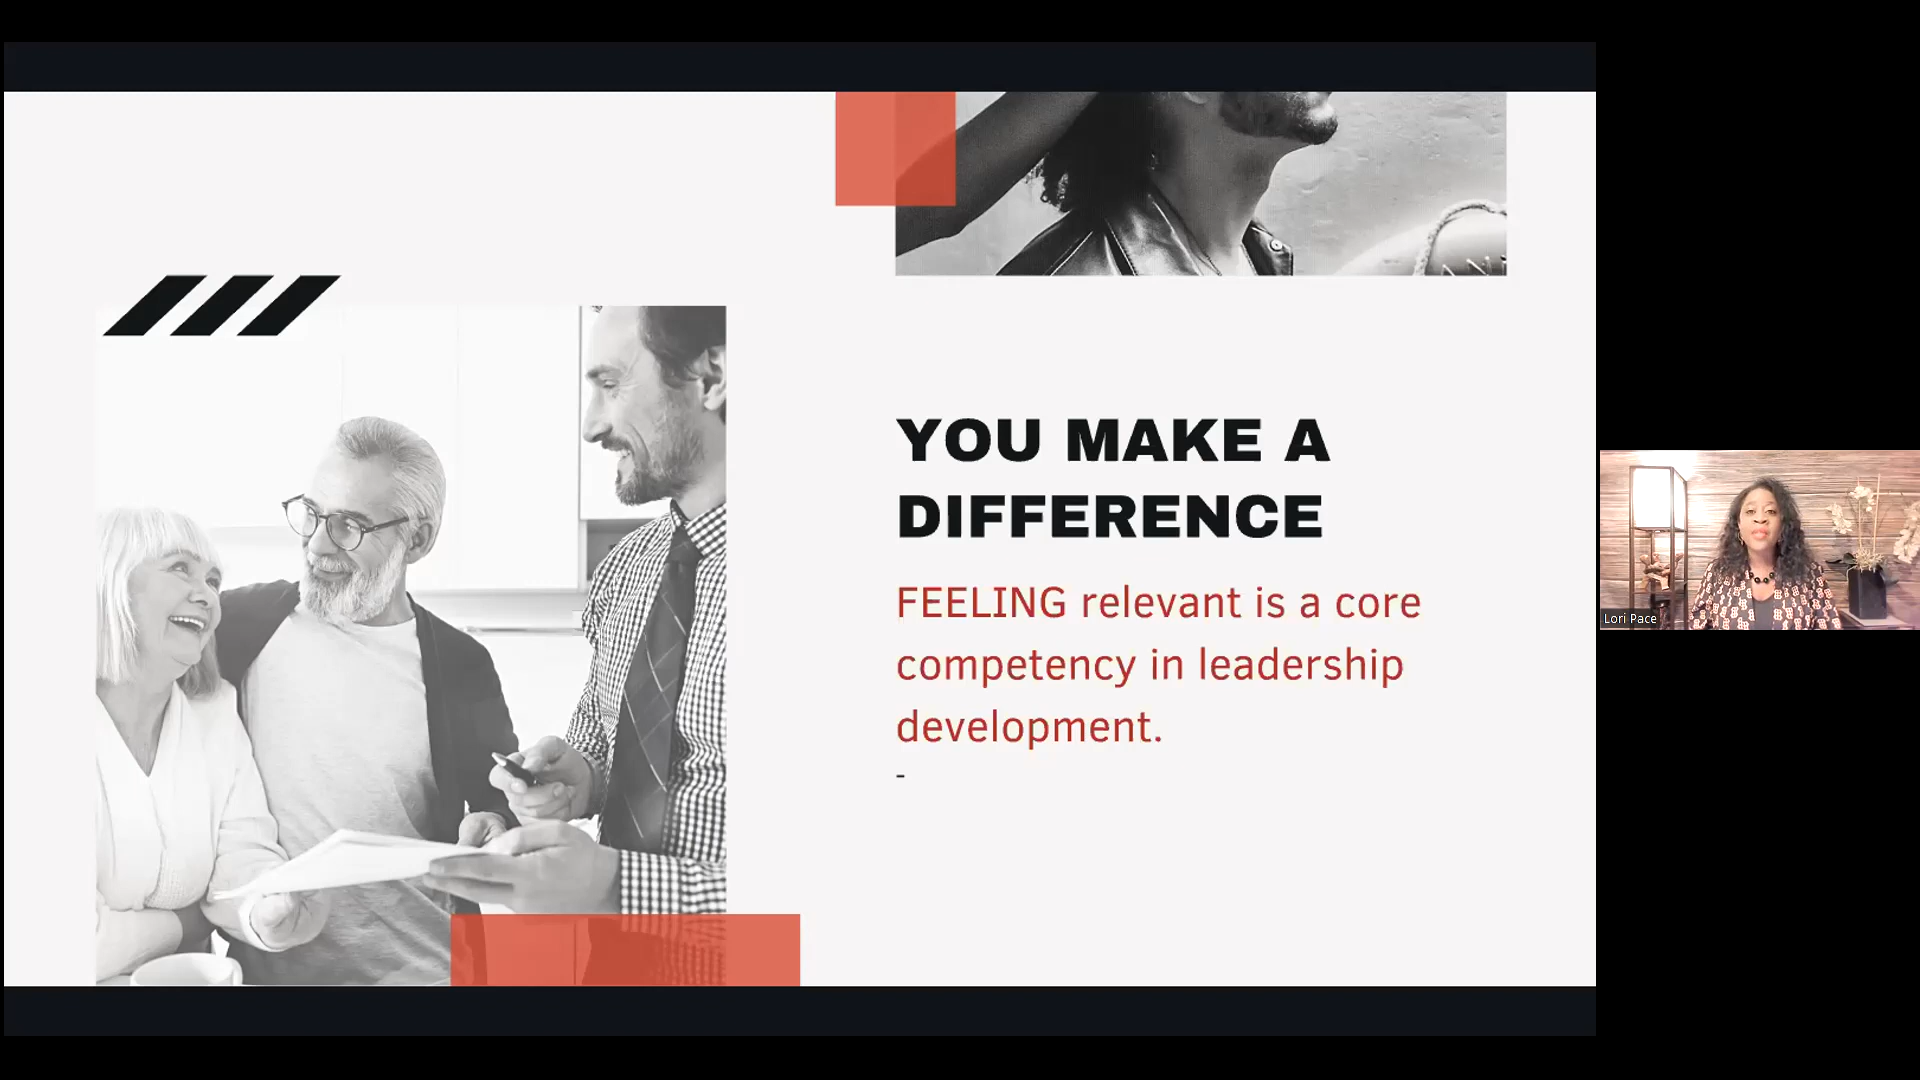 YOU MAKE A
DIFFERENCE
FEELING relevant is a core
competency in leadership
development.
-
Lori Pace